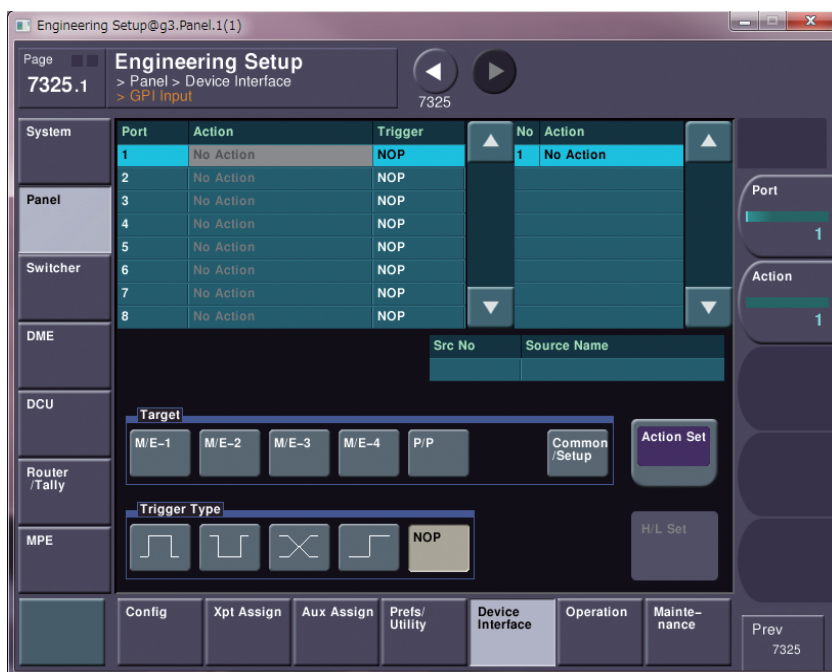 Engineering Setup@g3.Panel.1(1)
Page
7325.1
Engineering Setup
> Panel > Device Interface
> GPI Input
7325
System
Panel
Switcher
DME
DCU
Router
/Tally
MPE
Port Action Trigger
1 No Action NOP
2 No Action NOP
3 No Action NOP
4 No Action NOP
5 No Action NOP
6 No Action NOP
7 No Action NOP
8 No Action NOP
No Action
1 No Action
Src No Source Name
Port
1
Action
1
Target
M/E–1 M/E–2 M/E–3 M/E–4 P/P Common
/Setup
Action Set
Trigger Type
NOP
H/L Set
Config Xpt Assign Aux Assign Prefs/
Utility
Device
Interface
Operation
Mainte–
nance
Prev
7325